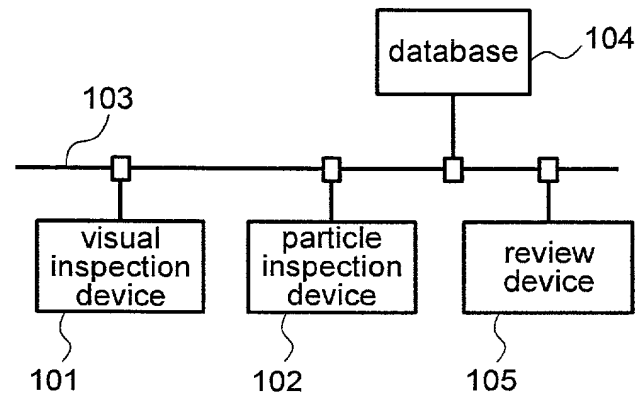 database
104
103
visual
inspection
device
particle
inspection
device
review
device
101
102
105